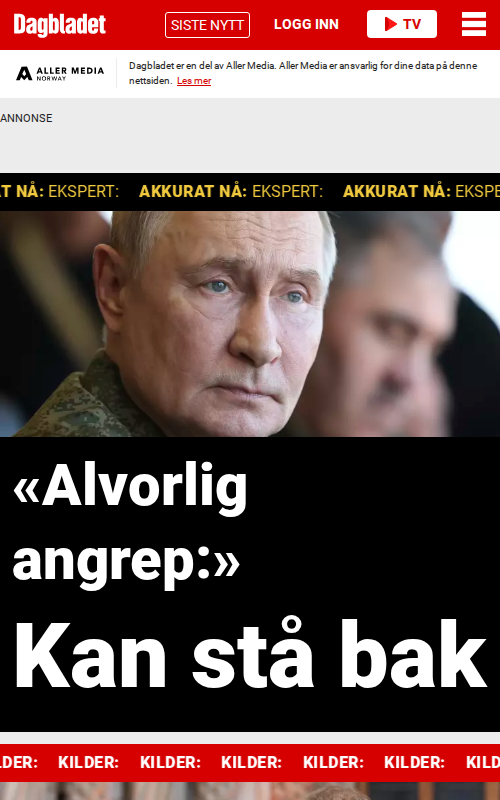 Dagbladet SISTE NYTT LOGG INN TV
ALLER MEDIA NORWAY
Dagbladet er en del av Aller Media. Aller Media er ansvarlig for dine data på denne
nettsiden. Les mer
ANNONSE
T NÅ: EKSPERT: AKKURAT NÅ: EKSPERT: AKKURAT NÅ: EKSPE
«Alvorlig
angrep:»
Kan stå bak
LDER: KILDER: KILDER: KILDER: KILDER: KILDER: KILD